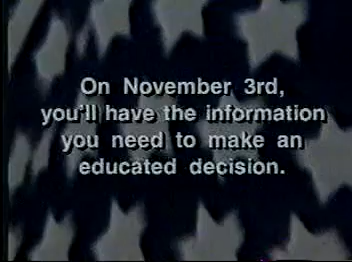 On November 3rd,
you'll have the information
you need to make an
educated decision.